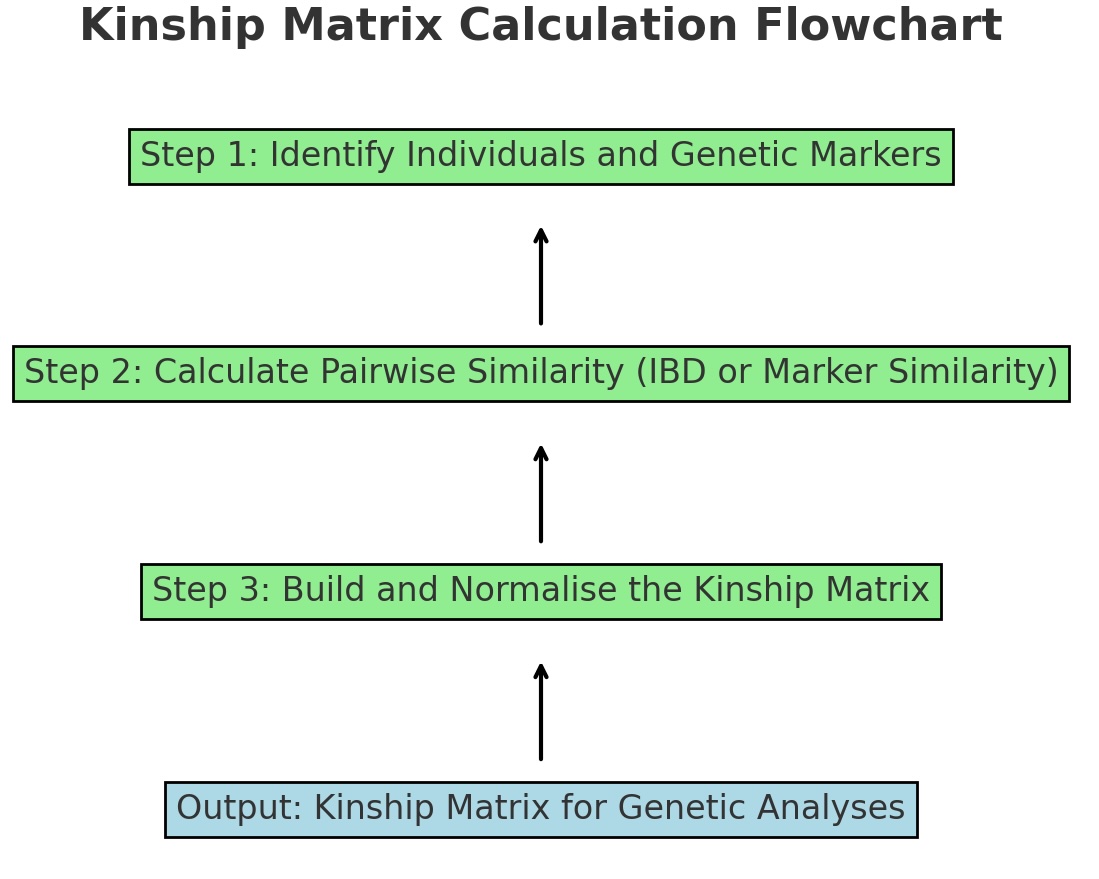 Kinship Matrix Calculation Flowchart
Step 1: Identify Individuals and Genetic Markers
Step 2: Calculate Pairwise Similarity (IBD or Marker Similarity)
Step 3: Build and Normalise the Kinship Matrix
Output: Kinship Matrix for Genetic Analyses